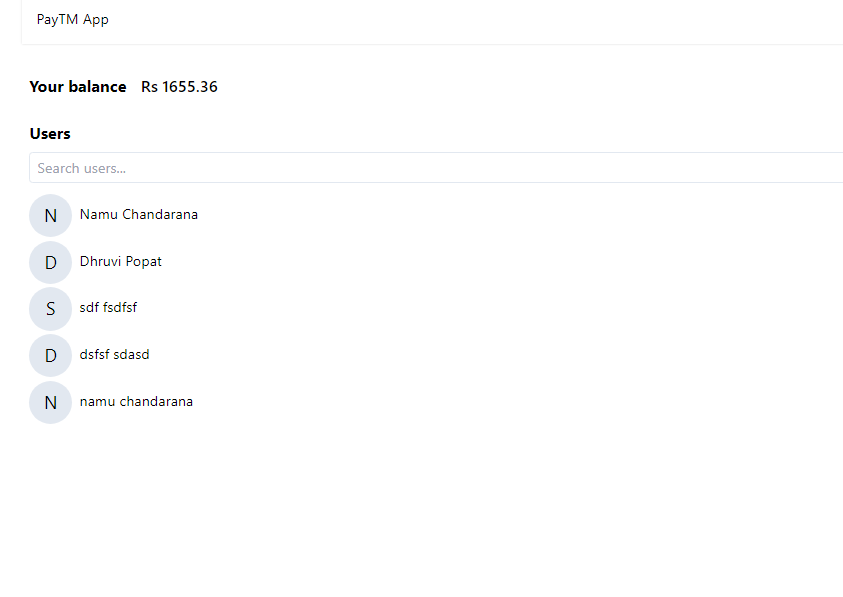 PayTM App
Your balance Rs 1655.36
Users
Search users...
N Namu Chandarana
D Dhruvi Popat
S sdf fsdfsf
D dsfsf sdasd
N namu chandarana